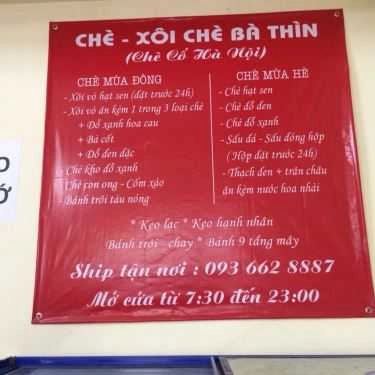 CHÈ - XÔI CHÈ BÀ THÌN
(Chè Cổ Hà Nội)
CHÈ MÙA ĐÔNG
- Xôi vò hạt sen (đặt trước 24h)
- Xôi vò ăn kèm 1 trong 3 loại chè
+ Đỗ xanh hoa cau
+ Bà cốt
+ Đỗ đen đặc
- Chè kho đỗ xanh
- Chè con ong - Cốm xào
- Bánh trôi tàu nóng
CHÈ MÙA HÈ
- Chè hạt sen
- Chè đỗ đen
- Chè đỗ xanh
- Sấu dá - Sấu đóng hộp
( Hộp đặt trước 24h)
- Thạch đen + trân châu
ăn kèm nước hoa nhài
* Kẹo lạc * Kẹo hạnh nhân
Bánh trôi - chay * Bánh 9 tầng mây
Ship tận nơi : 093 662 8887
Mở cửa từ 7:30 đến 23:00